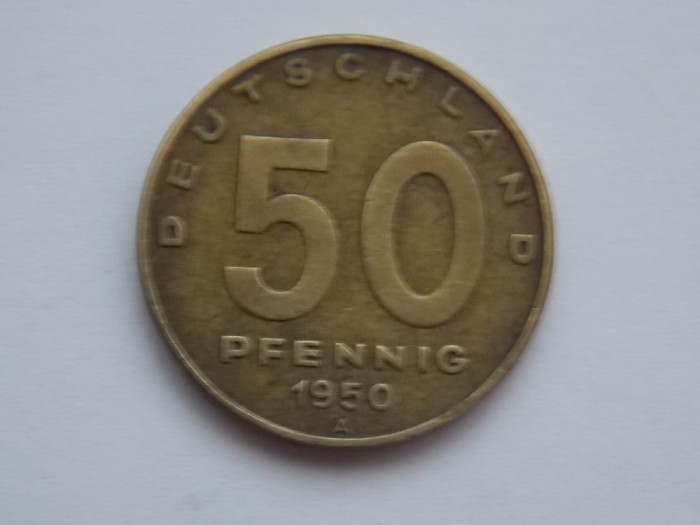 DEUTSCHLAND
50
PFENNIG
1950
A